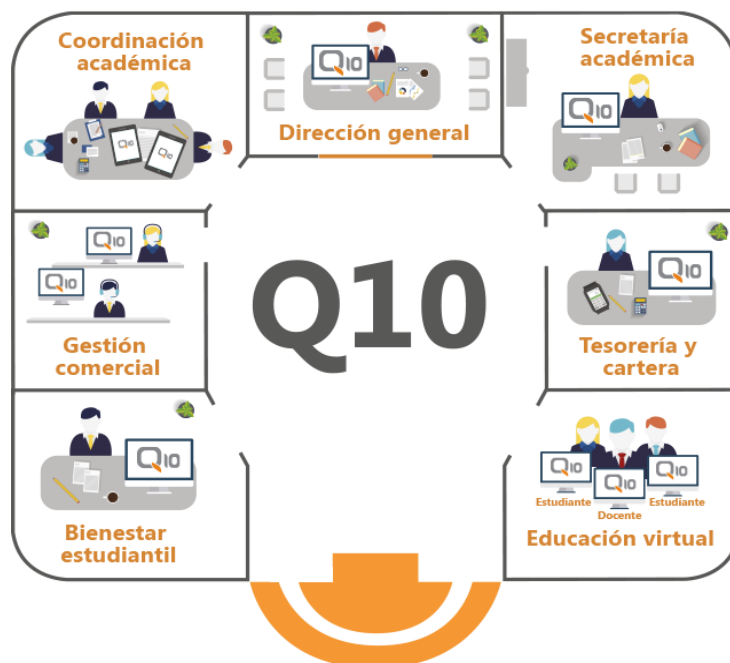 Coordinación
académica
Q10
Q10
Q10
Dirección general
Secretaría
académica
Q10
Q10
Q10
Gestión
comercial
Q10
Q10
Tesorería y
cartera
Q10
Bienestar
estudiantil
Q10
Q10
Q10
Estudiante
Docente
Estudiante
Educación virtual